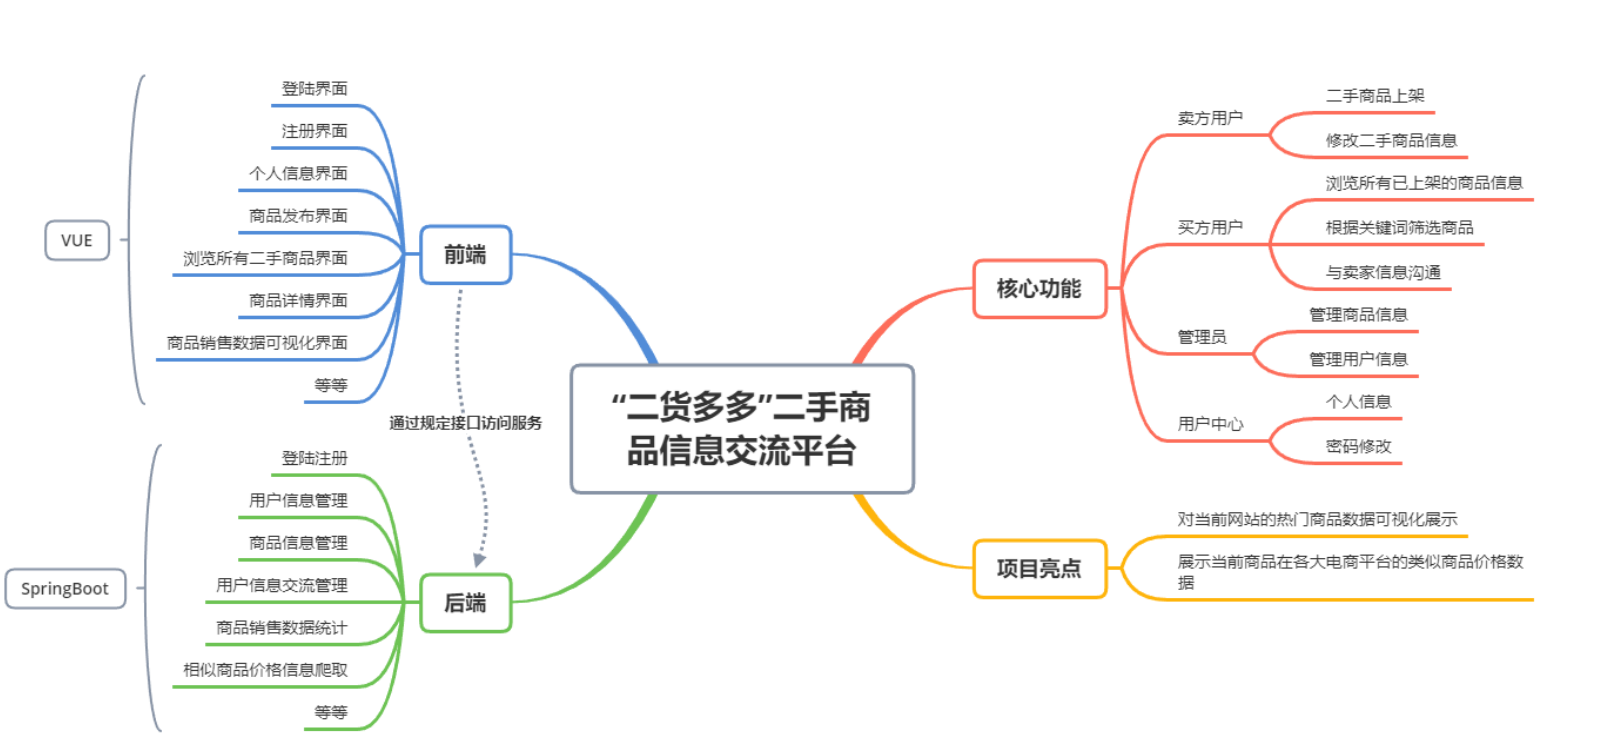 “二货多多”二手商
品信息交流平台
前端
登陆界面
注册界面
个人信息界面
商品发布界面
浏览所有二手商品界面
商品详情界面
商品销售数据可视化界面
等等
VUE
通过规定接口访问服务
后端
登陆注册
用户信息管理
商品信息管理
用户信息交流管理
商品销售数据统计
相似商品价格信息爬取
等等
SpringBoot
核心功能
卖方用户
二手商品上架
修改二手商品信息
买方用户
浏览所有已上架的商品信息
根据关键词筛选商品
与卖家信息沟通
管理员
管理商品信息
管理用户信息
用户中心
个人信息
密码修改
项目亮点
对当前网站的热门商品数据可视化展示
展示当前商品在各大电商平台的类似商品价格数
据